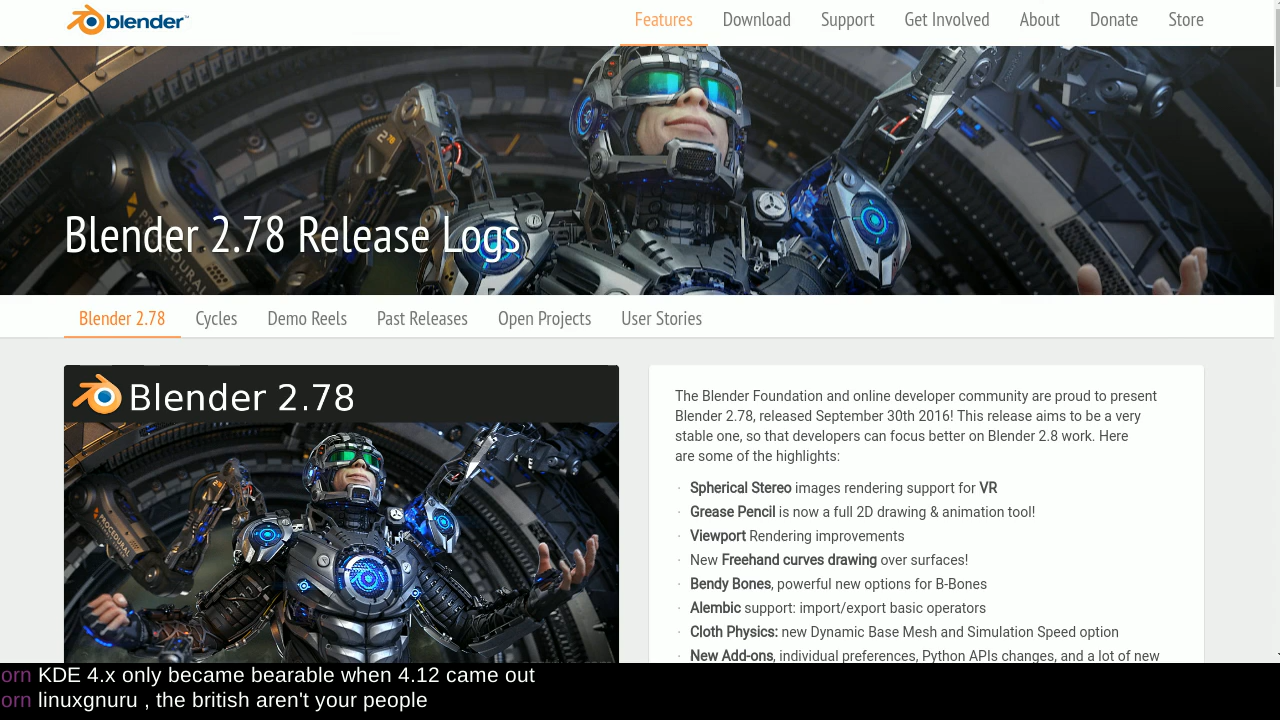 blender™
Features Download Support Get Involved About Donate Store
2.78
Blender 2.78 Release Logs
Blender 2.78 Cycles Demo Reels Past Releases Open Projects User Stories
Blender 2.78
PROCEDURAL
The Blender Foundation and online developer community are proud to present
Blender 2.78, released September 30th 2016! This release aims to be a very
stable one, so that developers can focus better on Blender 2.8 work. Here
are some of the highlights:
· Spherical Stereo images rendering support for VR
· Grease Pencil is now a full 2D drawing & animation tool!
· Viewport Rendering improvements
· New Freehand curves drawing over surfaces!
· Bendy Bones, powerful new options for B-Bones
· Alembic support: import/export basic operators
· Cloth Physics: new Dynamic Base Mesh and Simulation Speed option
· New Add-ons, individual preferences, Python APIs changes, and a lot of new
orn KDE 4.x only became bearable when 4.12 came out
orn linuxgnuru , the british aren't your people